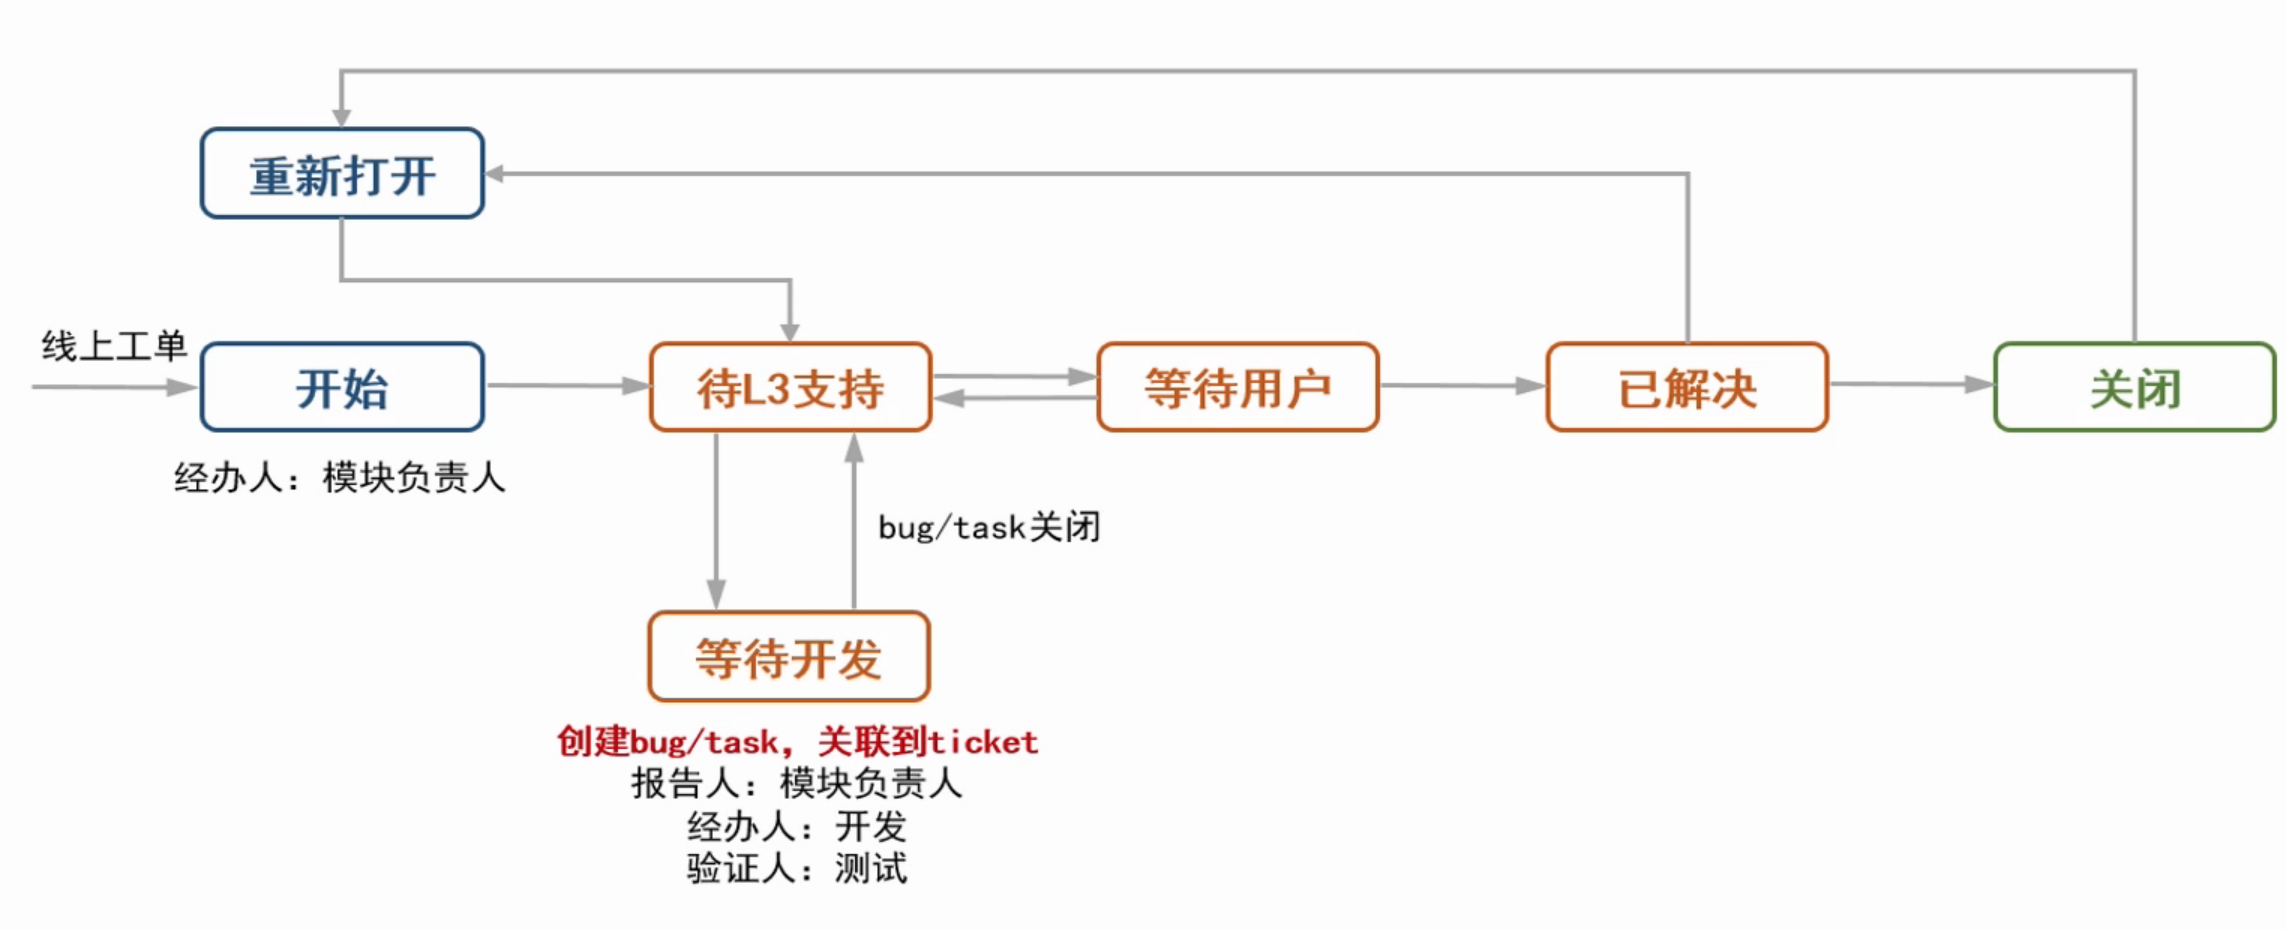 重新打开
线上工单
开始
待L3支持
等待用户
已解决
关闭
经办人：模块负责人
bug/task关闭
等待开发
创建bug/task，关联到ticket
报告人：模块负责人
经办人：开发
验证人：测试